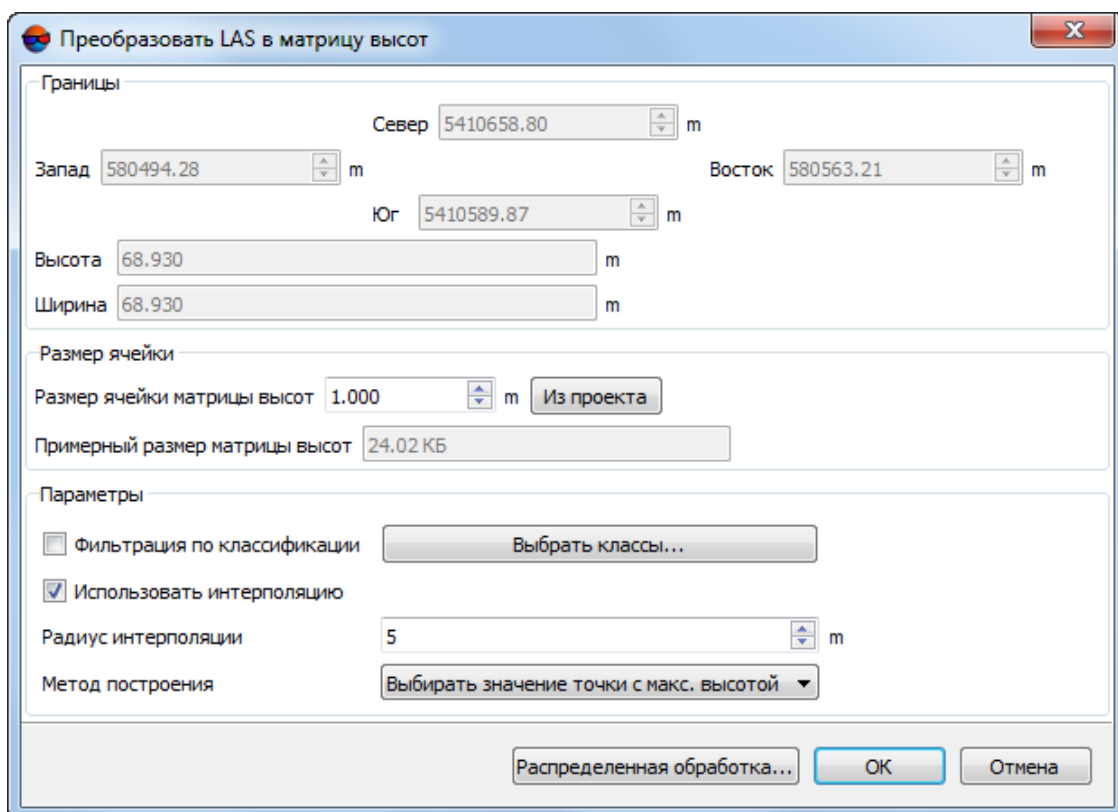 Преобразовать LAS в матрицу высот
Границы
Север 5410658.80 m
Запад 580494.28 m Восток 580563.21 m
Юг 5410589.87 m
Высота 68.930 m
Ширина 68.930 m
Размер ячейки
Размер ячейки матрицы высот 1.000 m Из проекта
Примерный размер матрицы высот 24.02 КБ
Параметры
Фильтрация по классификации Выбрать классы...
Использовать интерполяцию
Радиус интерполяции 5 m
Метод построения Выбирать значение точки с макс. высотой
Распределенная обработка... OK Отмена